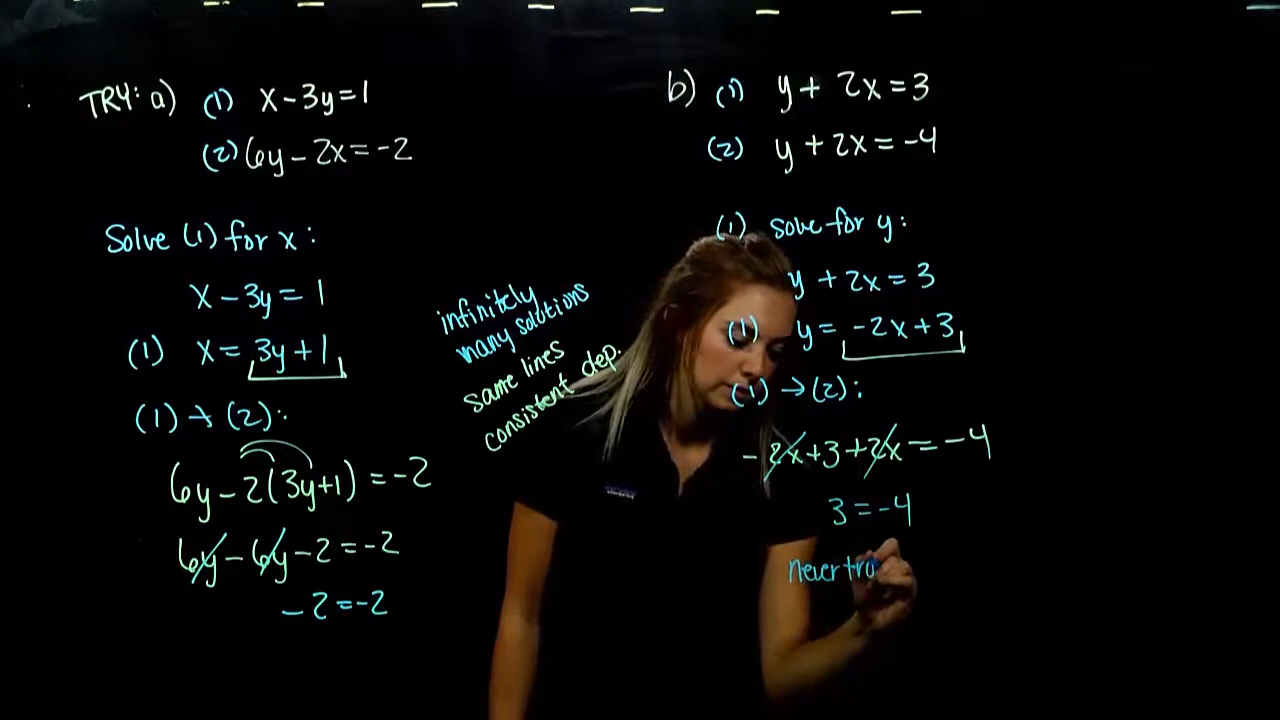 TRY: a) (1) x - 3y = 1
(2) 6y - 2x = -2
Solve (1) for x:
x - 3y = 1
(1) x = 3y + 1
(1) → (2):
6y - 2(3y+1) = -2
6y - 6y - 2 = -2
-2 = -2
infinitely
many solutions
same lines
consistent dep.
b) (1) y + 2x = 3
(2) y + 2x = -4
(1) solve for y:
y + 2x = 3
(1) y = -2x + 3
(1) → (2):
-2x + 3 + 2x = -4
3 = -4
never tru